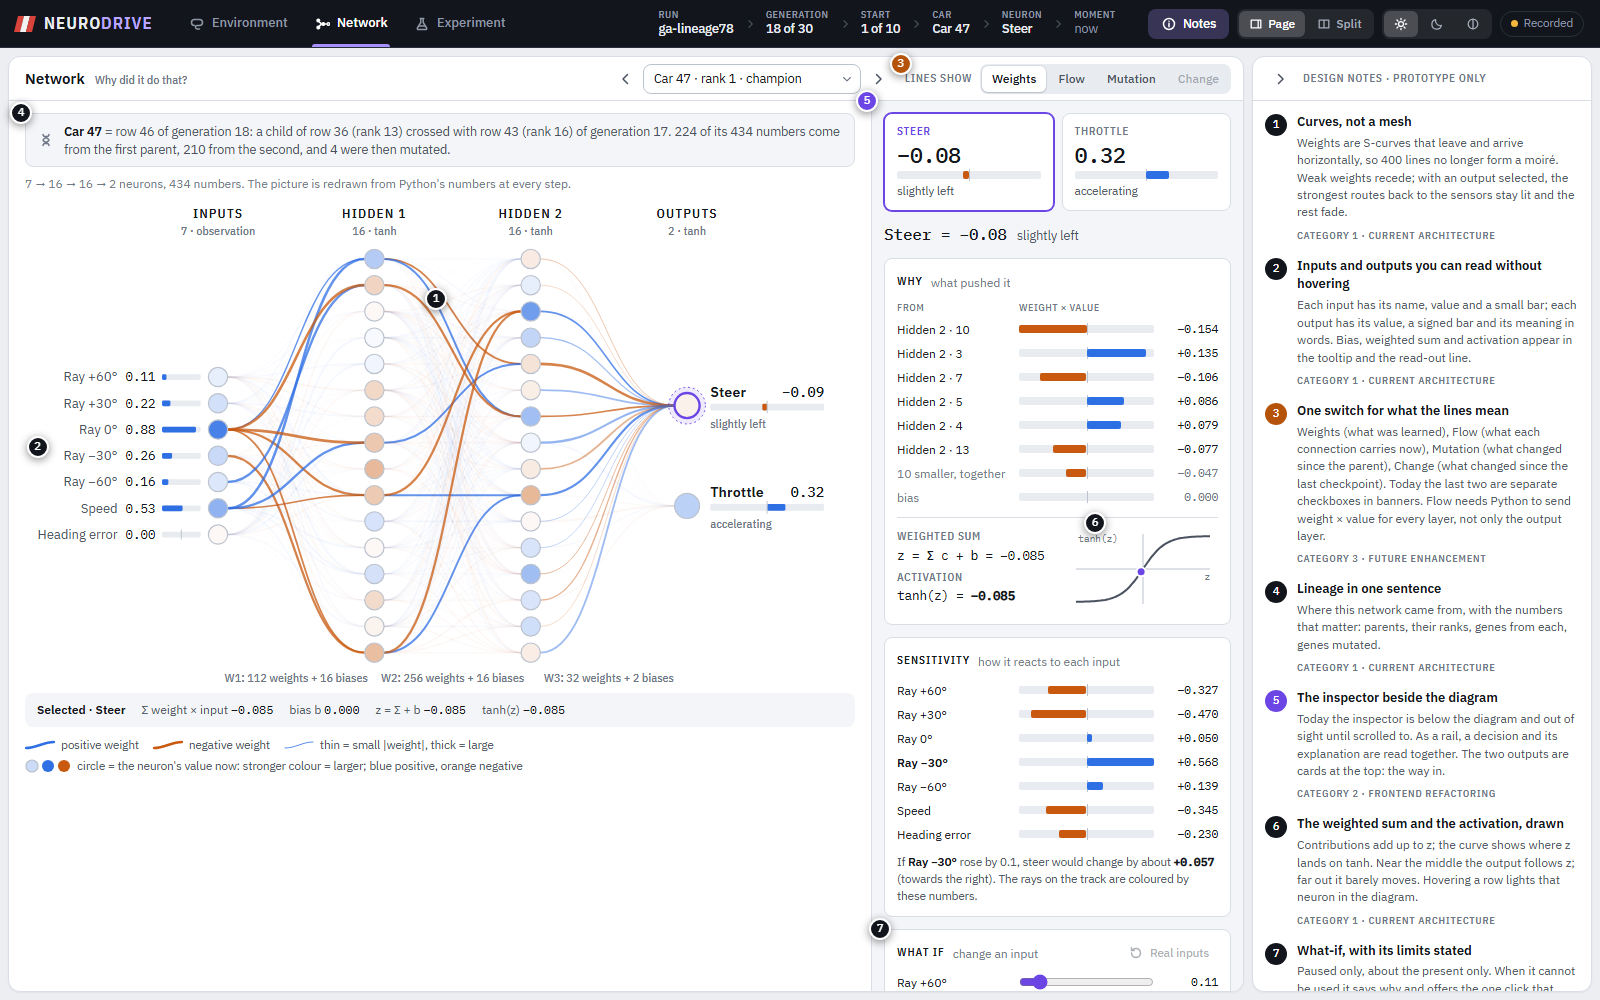 NEURODRIVE
Environment
Network
Experiment
RUN
ga-lineage78
GENERATION
18 of 30
START
1 of 10
CAR
Car 47
NEURON
Steer
MOMENT
now
Notes
Page
Split
Recorded
Network Why did it do that?
Car 47 · rank 1 · champion
3
LINES SHOW
Weights
Flow
Mutation
Change
4
5
Car 47 = row 46 of generation 18: a child of row 36 (rank 13) crossed with row 43 (rank 16) of generation 17. 224 of its 434 numbers come
from the first parent, 210 from the second, and 4 were then mutated.
7 → 16 → 16 → 2 neurons, 434 numbers. The picture is redrawn from Python's numbers at every step.
INPUTS
7 · observation
HIDDEN 1
16 · tanh
HIDDEN 2
16 · tanh
OUTPUTS
2 · tanh
1
2
Ray +60° 0.11
Ray +30° 0.22
Ray 0° 0.88
Ray −30° 0.26
Ray −60° 0.16
Speed 0.53
Heading error 0.00
Steer −0.09
slightly left
Throttle 0.32
accelerating
W1: 112 weights + 16 biases
W2: 256 weights + 16 biases
W3: 32 weights + 2 biases
Selected · Steer Σ weight × input −0.085 bias b 0.000 z = Σ + b −0.085 tanh(z) −0.085
positive weight
negative weight
thin = small |weight|, thick = large
circle = the neuron's value now: stronger colour = larger; blue positive, orange negative
STEER
−0.08
slightly left
THROTTLE
0.32
accelerating
Steer = −0.08 slightly left
WHY what pushed it
FROM WEIGHT × VALUE
Hidden 2 · 10 −0.154
Hidden 2 · 3 +0.135
Hidden 2 · 7 −0.106
Hidden 2 · 5 +0.086
Hidden 2 · 4 +0.079
Hidden 2 · 13 −0.077
10 smaller, together −0.047
bias 0.000
6
WEIGHTED SUM
z = Σ c + b = −0.085
ACTIVATION
tanh(z) = −0.085
tanh(z)
z
SENSITIVITY how it reacts to each input
Ray +60° −0.327
Ray +30° −0.470
Ray 0° +0.050
Ray −30° +0.568
Ray −60° +0.139
Speed −0.345
Heading error −0.230
If Ray −30° rose by 0.1, steer would change by about +0.057
(towards the right). The rays on the track are coloured by
these numbers.
7
WHAT IF change an input
Real inputs
Ray +60° 0.11
DESIGN NOTES · PROTOTYPE ONLY
1 Curves, not a mesh
Weights are S-curves that leave and arrive
horizontally, so 400 lines no longer form a moiré.
Weak weights recede; with an output selected, the
strongest routes back to the sensors stay lit and the
rest fade.
CATEGORY 1 · CURRENT ARCHITECTURE
2 Inputs and outputs you can read without
hovering
Each input has its name, value and a small bar; each
output has its value, a signed bar and its meaning in
words. Bias, weighted sum and activation appear in
the tooltip and the read-out line.
CATEGORY 1 · CURRENT ARCHITECTURE
3 One switch for what the lines mean
Weights (what was learned), Flow (what each
connection carries now), Mutation (what changed
since the parent), Change (what changed since the
last checkpoint). Today the last two are separate
checkboxes in banners. Flow needs Python to send
weight × value for every layer, not only the output
layer.
CATEGORY 3 · FUTURE ENHANCEMENT
4 Lineage in one sentence
Where this network came from, with the numbers
that matter: parents, their ranks, genes from each,
genes mutated.
CATEGORY 1 · CURRENT ARCHITECTURE
5 The inspector beside the diagram
Today the inspector is below the diagram and out of
sight until scrolled to. As a rail, a decision and its
explanation are read together. The two outputs are
cards at the top: the way in.
CATEGORY 2 · FRONTEND REFACTORING
6 The weighted sum and the activation, drawn
Contributions add up to z; the curve shows where z
lands on tanh. Near the middle the output follows z;
far out it barely moves. Hovering a row lights that
neuron in the diagram.
CATEGORY 1 · CURRENT ARCHITECTURE
7 What-if, with its limits stated
Paused only, about the present only. When it cannot
be used it says why and offers the one click that